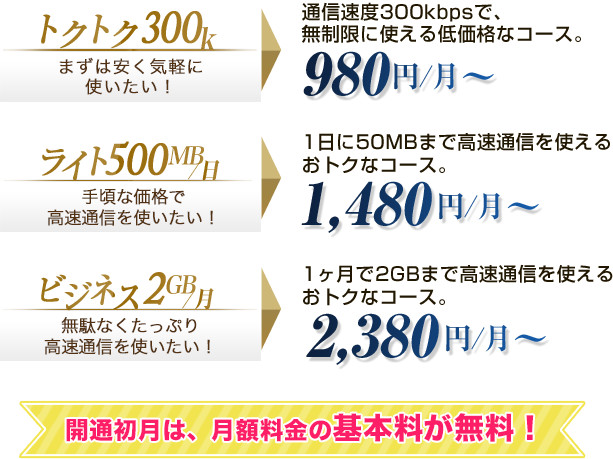 トクトク300k
まずは安く気軽に
使いたい！
通信速度300kbpsで、
無制限に使える低価格なコース。
980円/月～
ライト500MB/日
手頃な価格で
高速通信を使いたい！
1日に50MBまで高速通信を使える
おトクなコース。
1,480円/月～
ビジネス2GB/月
無駄なくたっぷり
高速通信を使いたい！
1ヶ月で2GBまで高速通信を使える
おトクなコース。
2,380円/月～
開通初月は、月額料金の基本料が無料！